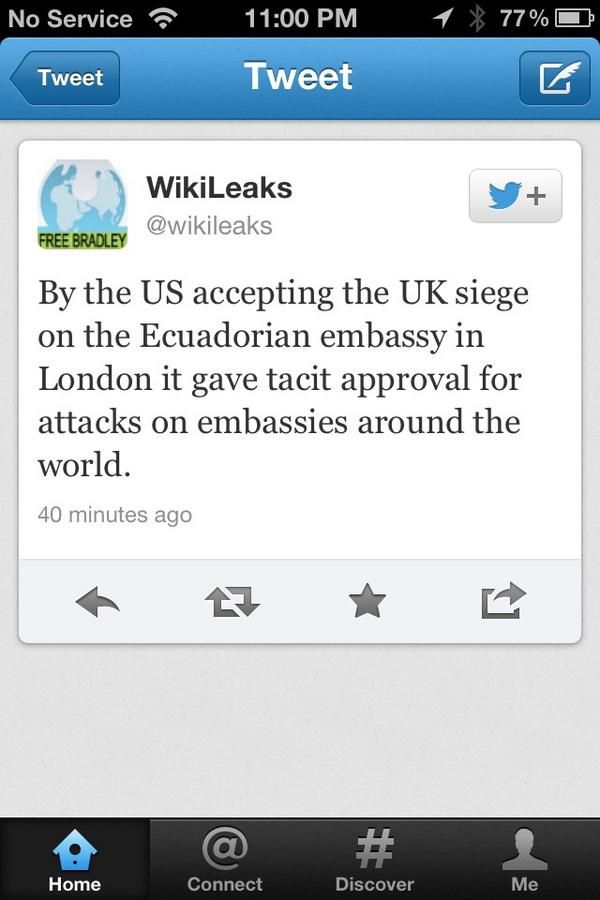 No Service 11:00 PM 77%
Tweet Tweet
WikiLeaks
@wikileaks
FREE BRADLEY
By the US accepting the UK siege
on the Ecuadorian embassy in
London it gave tacit approval for
attacks on embassies around the
world.
40 minutes ago
Home Connect Discover Me